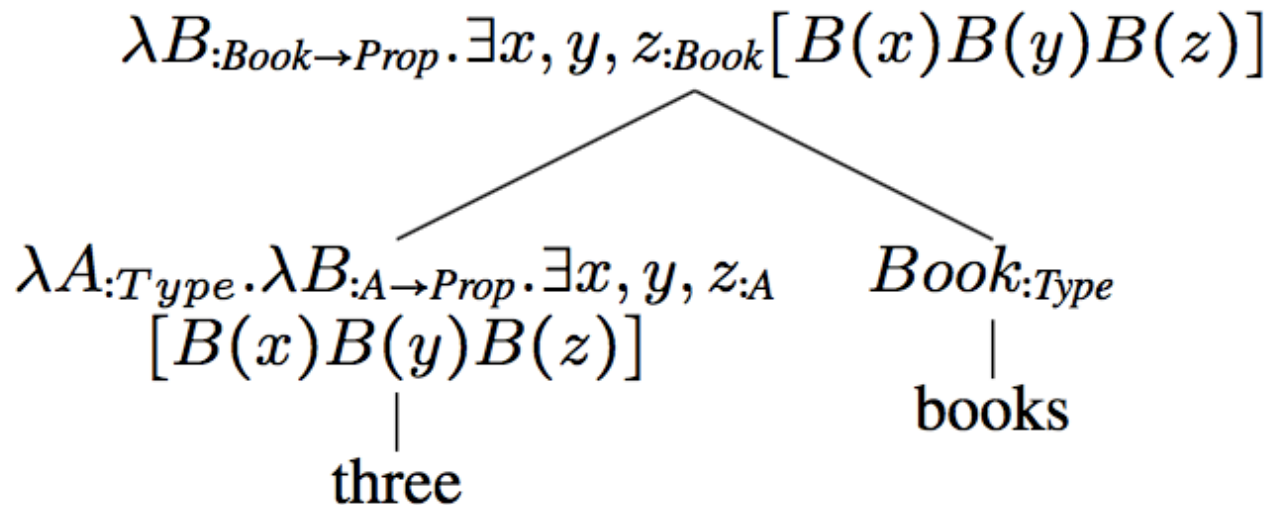 λB:Book→Prop.∃x, y, z:Book[B(x)B(y)B(z)]
λA:Type.λB:A→Prop.∃x, y, z:A Book:Type
[B(x)B(y)B(z)]
books
three